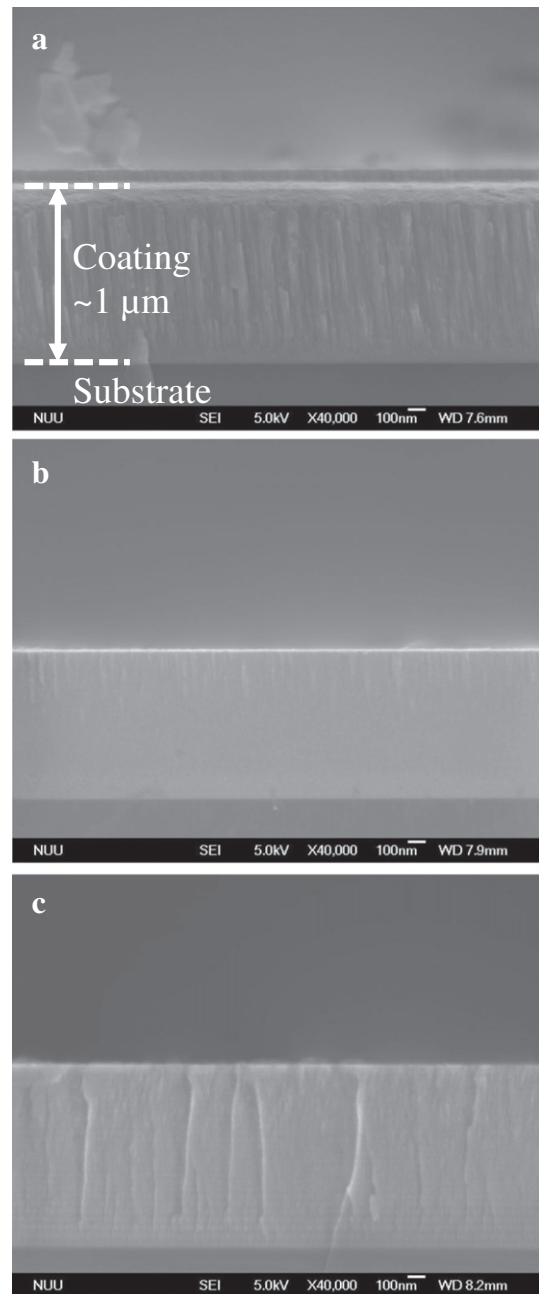 a
Coating
~1 µm
Substrate
NUU SEI 5.0kV X40,000 100nm WD 7.6mm
b
NUU SEI 5.0kV X40,000 100nm WD 7.9mm
c
NUU SEI 5.0kV X40,000 100nm WD 8.2mm